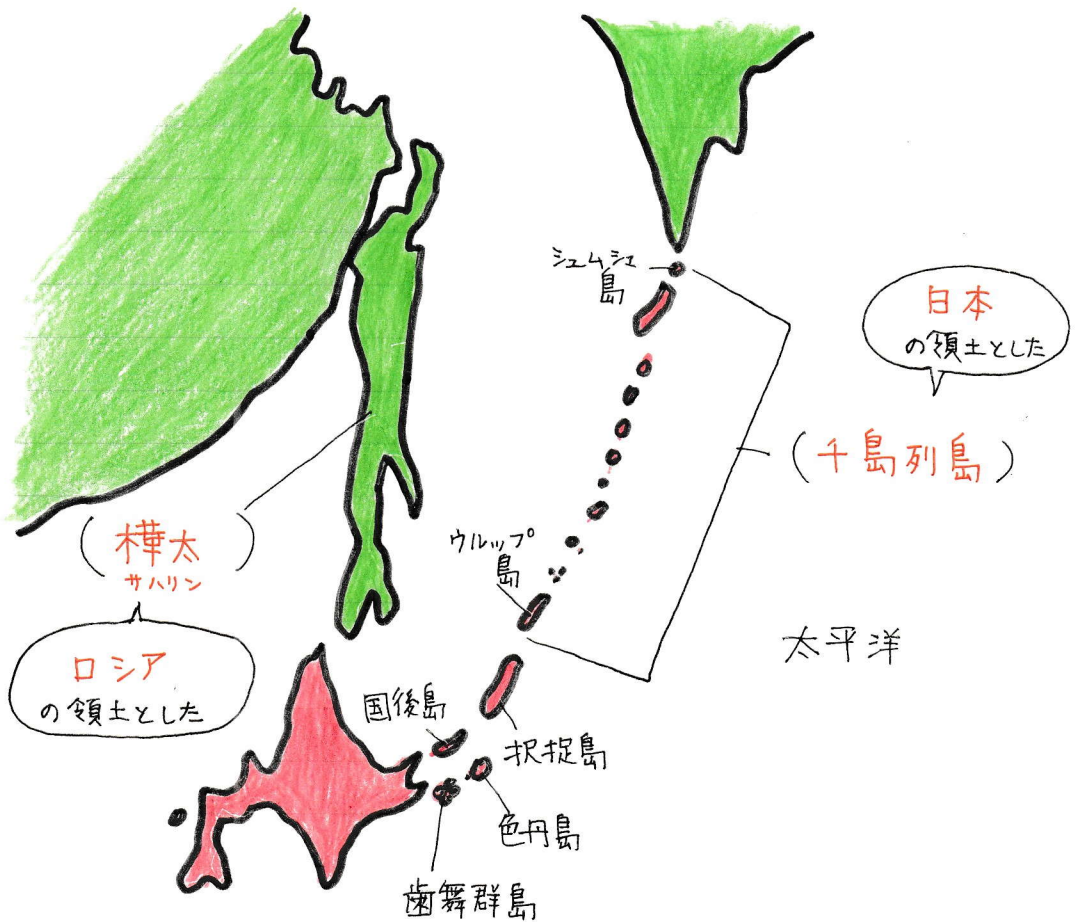 シュムシュ
島
日本
の領土とした
(千島列島)
(樺太)
サハリン
ロシア
の領土とした
ウルップ
島
太平洋
国後島
択捉島
色丹島
歯舞群島